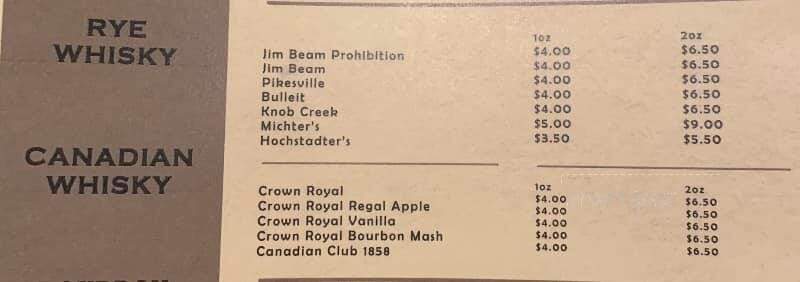 RYE
WHISKY
1oz 2oz
Jim Beam Prohibition $4.00 $6.50
Jim Beam $4.00 $6.50
Pikesville $4.00 $6.50
Bulleit $4.00 $6.50
Knob Creek $4.00 $6.50
Michter's $5.00 $9.00
Hochstadter's $3.50 $5.50
CANADIAN
WHISKY
1oz 2oz
Crown Royal $4.00 $6.50
Crown Royal Regal Apple $4.00 $6.50
Crown Royal Vanilla $4.00 $6.50
Crown Royal Bourbon Mash $4.00 $6.50
Canadian Club 1858 $4.00 $6.50